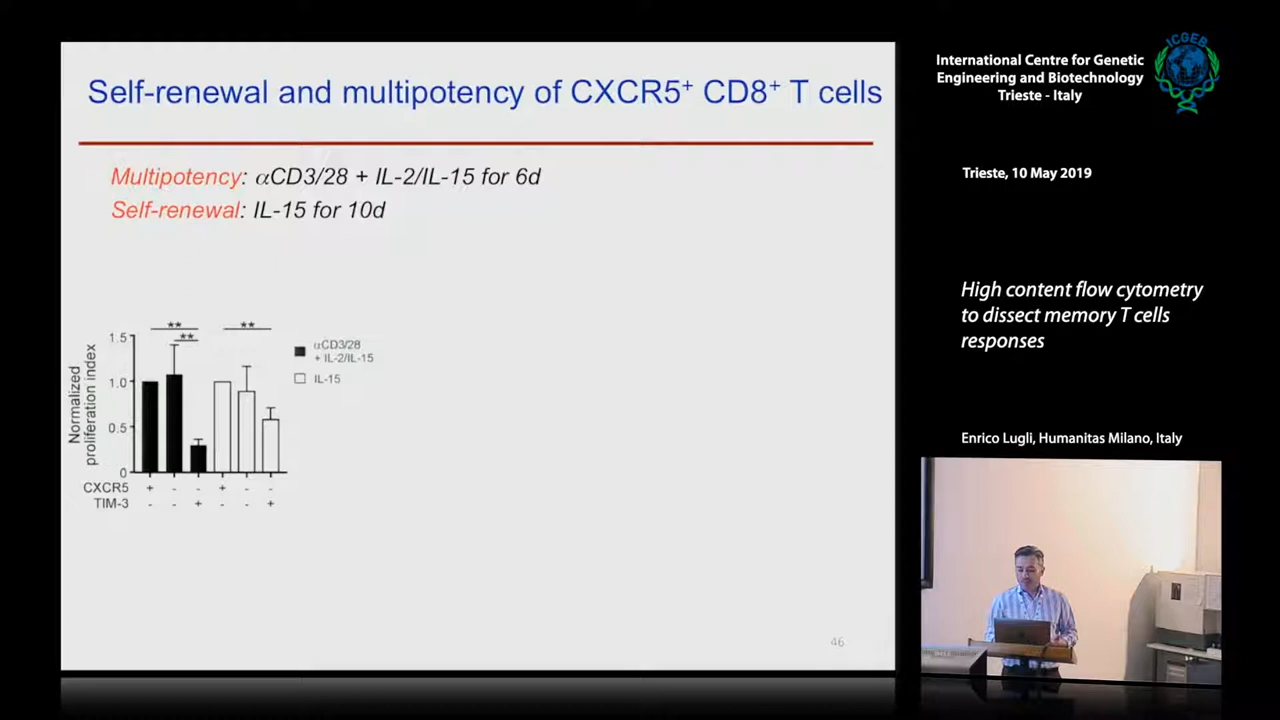 Self-renewal and multipotency of CXCR5+ CD8+ T cells
Multipotency: αCD3/28 + IL-2/IL-15 for 6d
Self-renewal: IL-15 for 10d
** **
**
1.5
1.0
0.5
0
Normalized
proliferation index
αCD3/28
+ IL-2/IL-15
IL-15
CXCR5 + - - + - -
TIM-3 - - + - - +
46
International Centre for Genetic
Engineering and Biotechnology
Trieste - Italy
ICGEB
Trieste, 10 May 2019
High content flow cytometry
to dissect memory T cells
responses
Enrico Lugli, Humanitas Milano, Italy